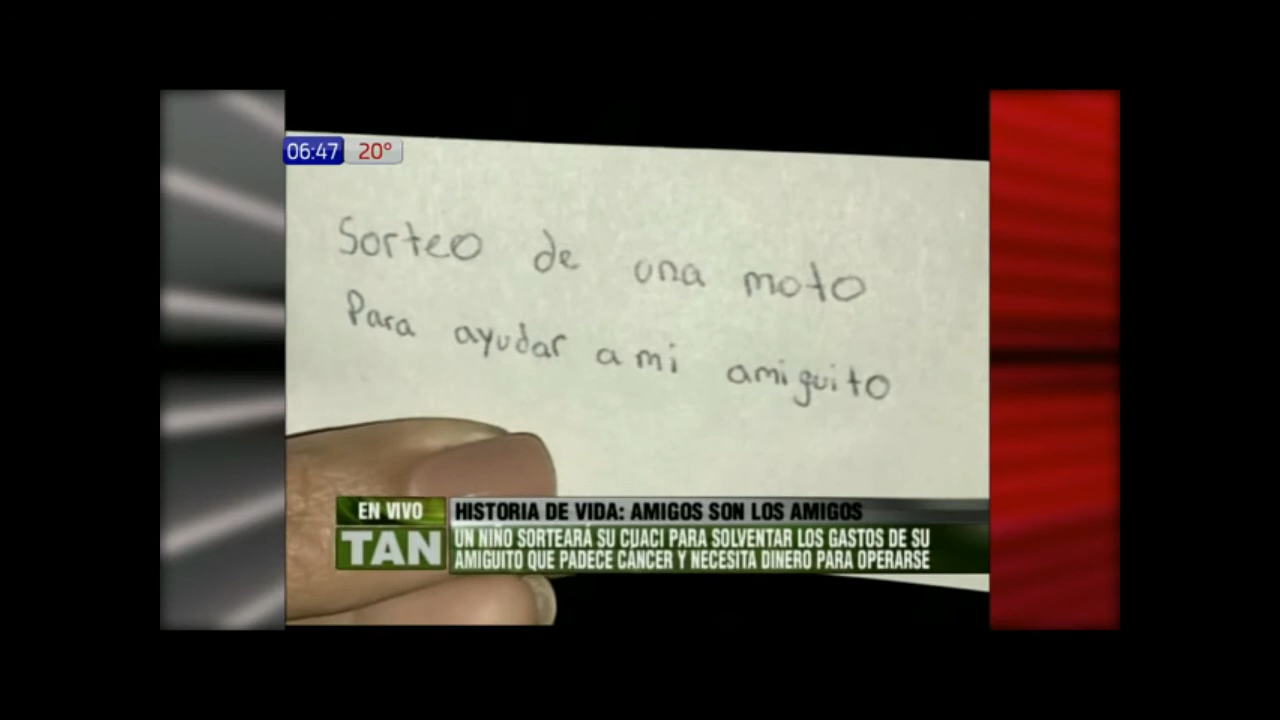 06:47 20°
Sorteo de una moto
Para ayudar a mi amiguito
EN VIVO
HISTORIA DE VIDA: AMIGOS SON LOS AMIGOS
TAN
UN NIÑO SORTEARÁ SU CUACI PARA SOLVENTAR LOS GASTOS DE SU
AMIGUITO QUE PADECE CÁNCER Y NECESITA DINERO PARA OPERARSE